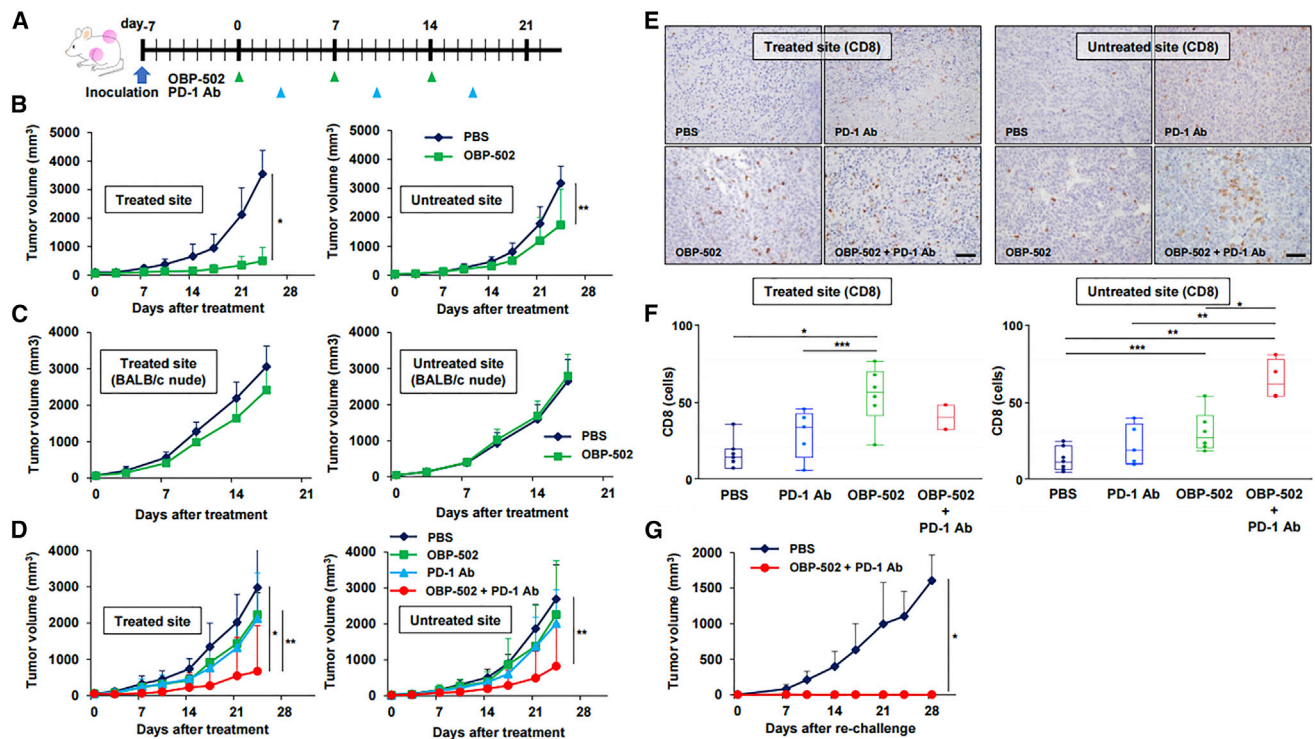 A
day-7 0 7 14 21
Inoculation
OBP-502
PD-1 Ab
B
Tumor volume (mm³)
5000
4000
3000
2000
1000
0
Treated site
*
0 7 14 21 28
Days after treatment
Tumor volume (mm³)
5000
4000
3000
2000
1000
0
PBS
OBP-502
Untreated site
**
0 7 14 21 28
Days after treatment
C
Tumor volume (mm3)
4000
3000
2000
1000
0
Treated site
(BALB/c nude)
0 7 14 21
Days after treatment
Tumor volume (mm3)
4000
3000
2000
1000
0
Untreated site
(BALB/c nude)
PBS
OBP-502
0 7 14 21
Days after treatment
D
Tumor volume (mm³)
4000
3000
2000
1000
0
Treated site
* **
0 7 14 21 28
Days after treatment
Tumor volume (mm³)
4000
3000
2000
1000
0
PBS
OBP-502
PD-1 Ab
OBP-502 + PD-1 Ab
Untreated site
**
0 7 14 21 28
Days after treatment
E
Treated site (CD8)
PBS
PD-1 Ab
OBP-502
OBP-502 + PD-1 Ab
Untreated site (CD8)
PBS
PD-1 Ab
OBP-502
OBP-502 + PD-1 Ab
F
Treated site (CD8)
CD8 (cells)
100
50
0
*
***
PBS PD-1 Ab OBP-502 OBP-502
+
PD-1 Ab
Untreated site (CD8)
CD8 (cells)
100
50
0
*
**
**
***
PBS PD-1 Ab OBP-502 OBP-502
+
PD-1 Ab
G
Tumor volume (mm³)
2000
1500
1000
500
0
PBS
OBP-502 + PD-1 Ab
*
0 7 14 21 28
Days after re-challenge